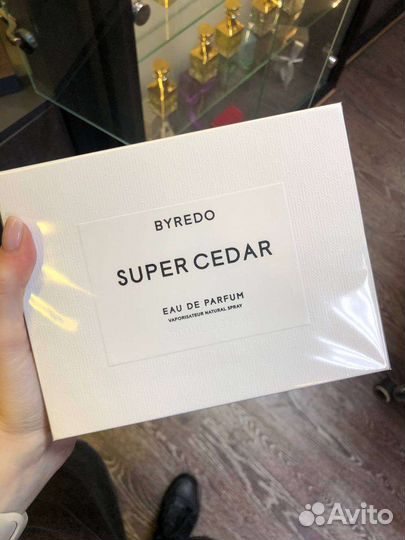 BYREDO
SUPER CEDAR
EAU DE PARFUM
VAPORISATEUR NATURAL SPRAY
Avito